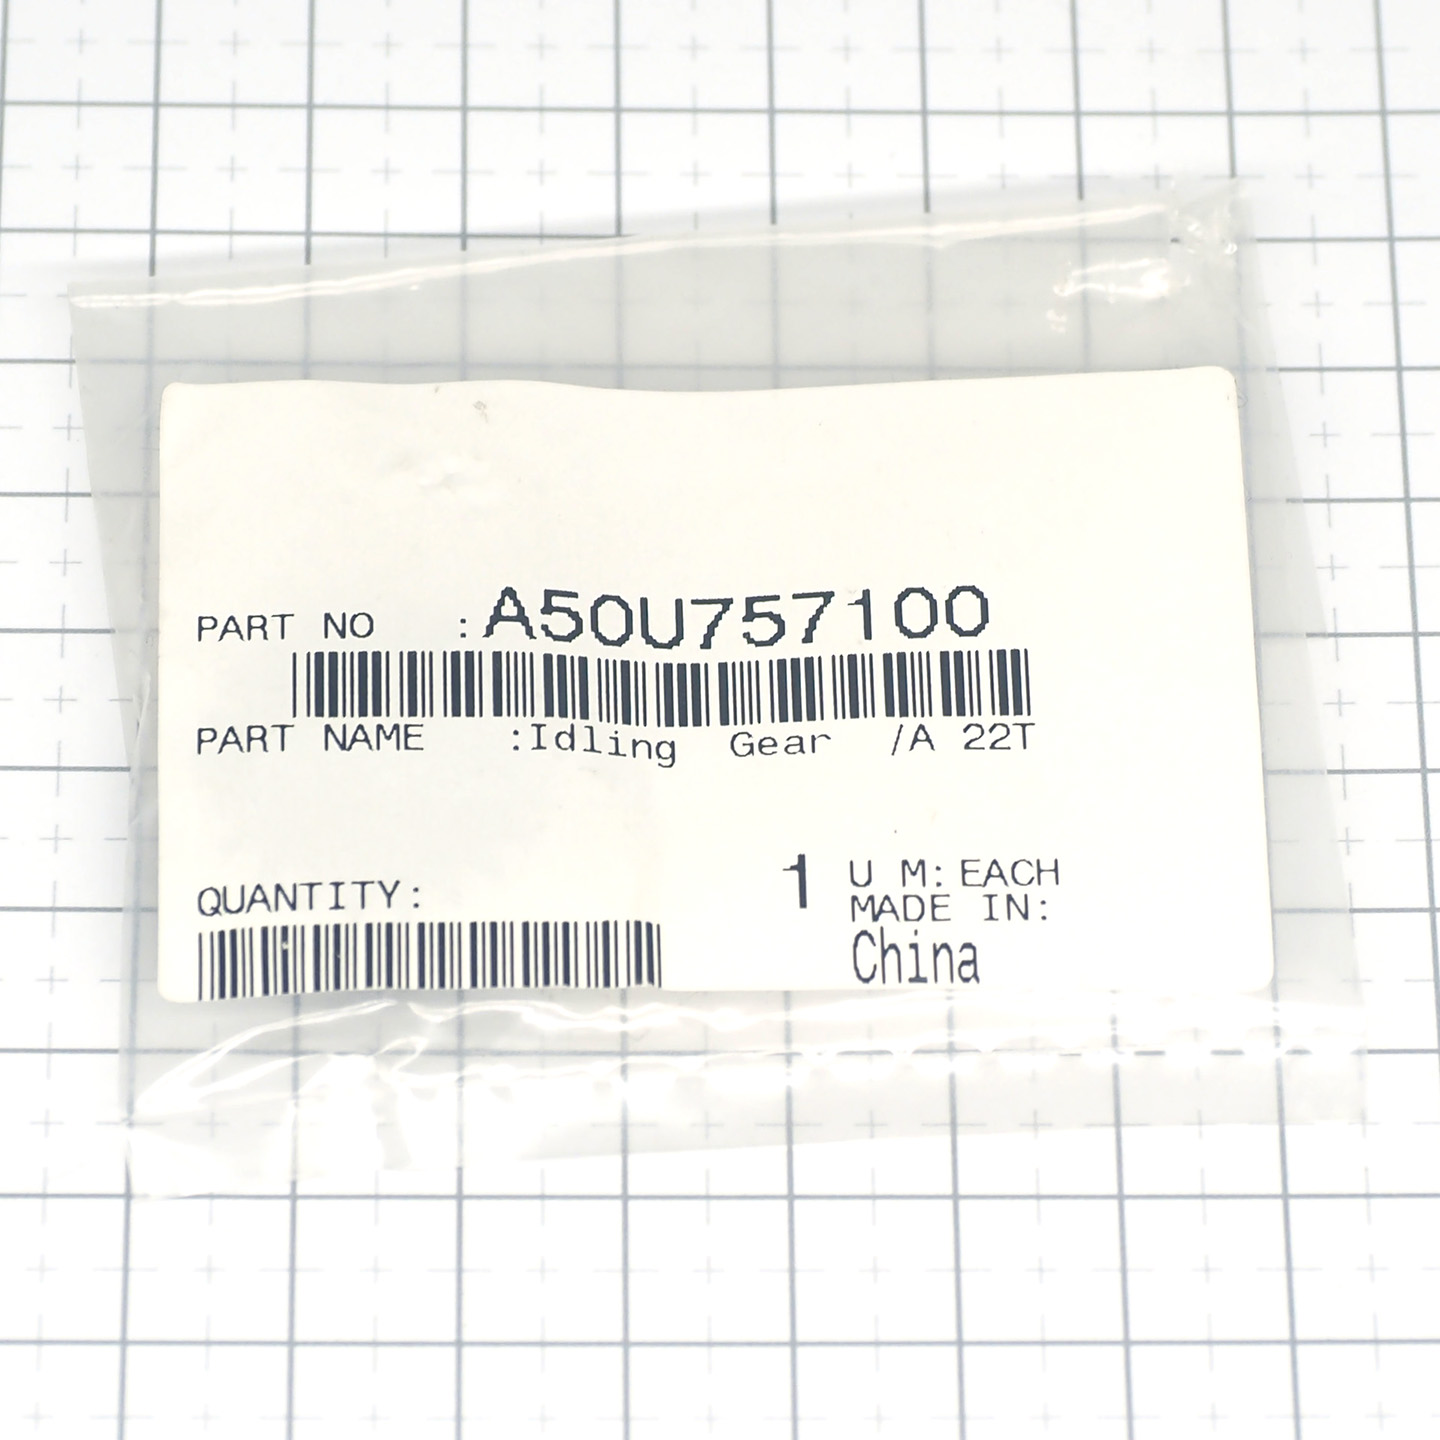 PART NO :A50U757100
PART NAME :Idling Gear /A 22T
QUANTITY: 1 U M: EACH
MADE IN:
China